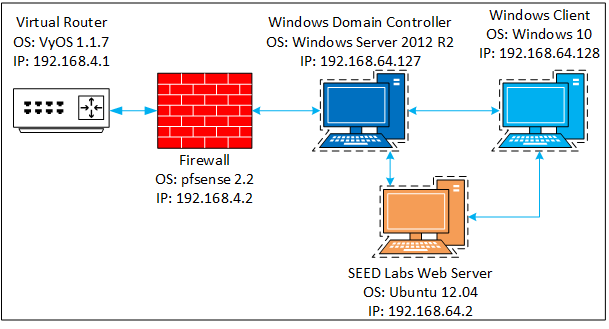 Virtual Router
OS: VyOS 1.1.7
IP: 192.168.4.1
Firewall
OS: pfsense 2.2
IP: 192.168.4.2
Windows Domain Controller
OS: Windows Server 2012 R2
IP: 192.168.64.127
Windows Client
OS: Windows 10
IP: 192.168.64.128
SEED Labs Web Server
OS: Ubuntu 12.04
IP: 192.168.64.2